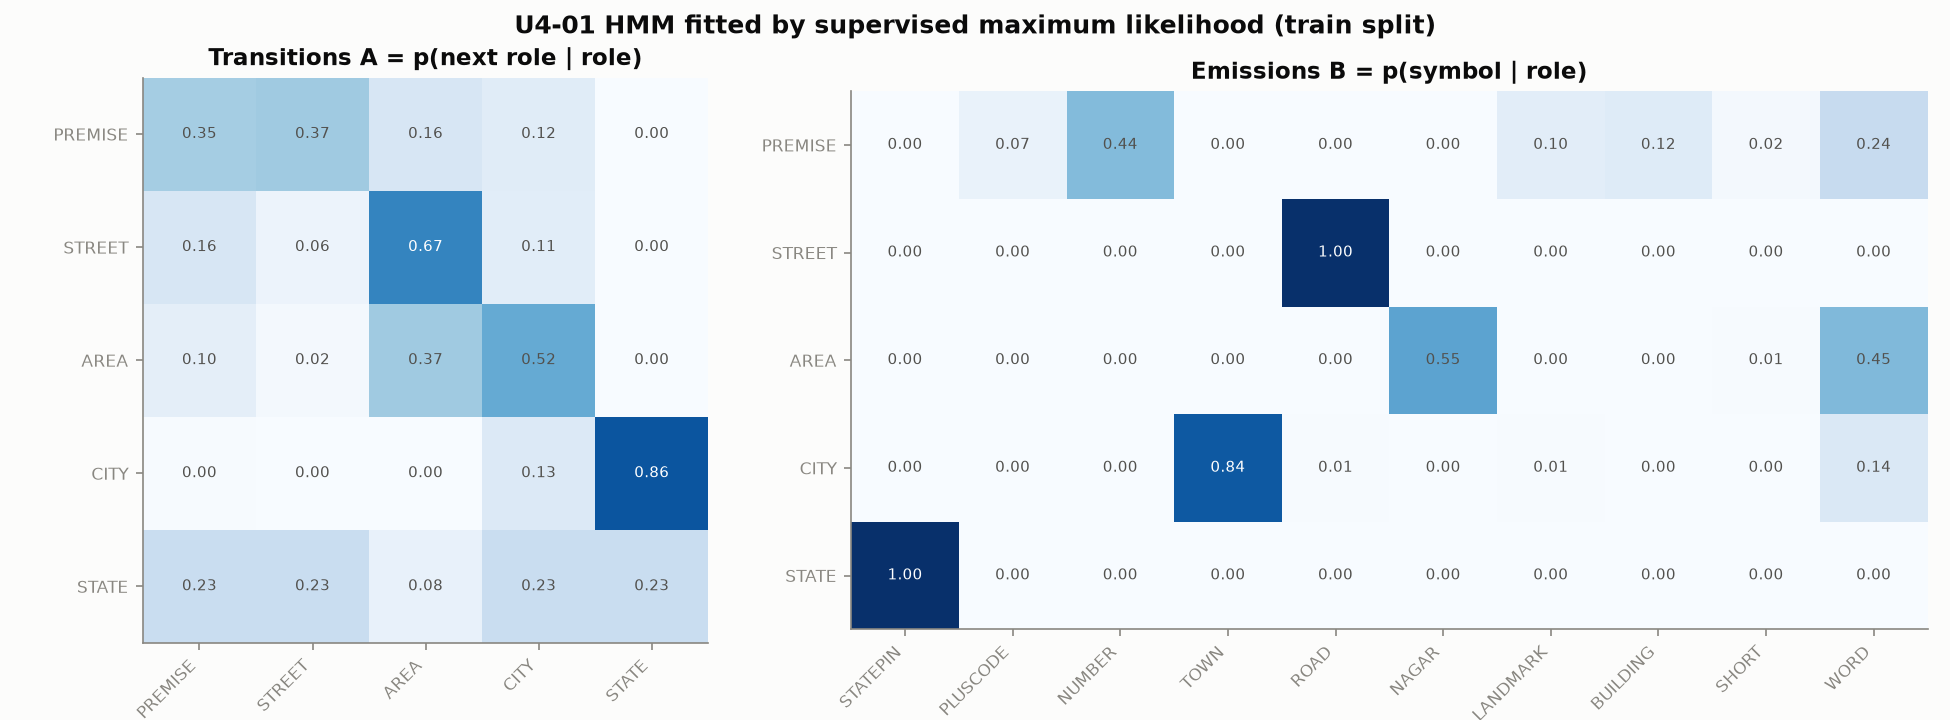 U4-01 HMM fitted by supervised maximum likelihood (train split)
Transitions A = p(next role | role)
PREMISE 0.35 0.37 0.16 0.12 0.00
STREET 0.16 0.06 0.67 0.11 0.00
AREA 0.10 0.02 0.37 0.52 0.00
CITY 0.00 0.00 0.00 0.13 0.86
STATE 0.23 0.23 0.08 0.23 0.23
PREMISE STREET AREA CITY STATE
Emissions B = p(symbol | role)
PREMISE 0.00 0.07 0.44 0.00 0.00 0.00 0.10 0.12 0.02 0.24
STREET 0.00 0.00 0.00 0.00 1.00 0.00 0.00 0.00 0.00 0.00
AREA 0.00 0.00 0.00 0.00 0.00 0.55 0.00 0.00 0.01 0.45
CITY 0.00 0.00 0.00 0.84 0.01 0.00 0.01 0.00 0.00 0.14
STATE 1.00 0.00 0.00 0.00 0.00 0.00 0.00 0.00 0.00 0.00
STATEPIN PLUSCODE NUMBER TOWN ROAD NAGAR LANDMARK BUILDING SHORT WORD